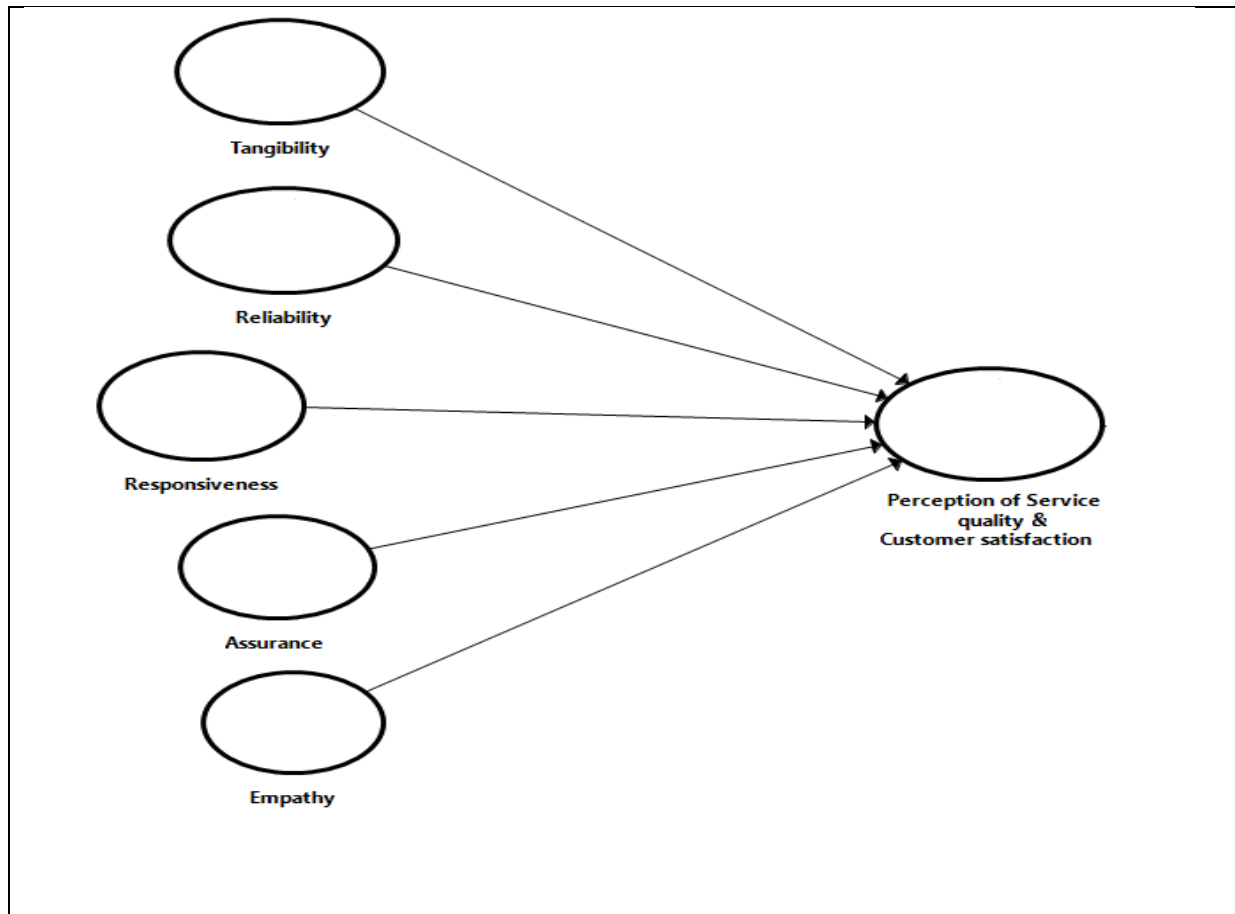 Tangibility
Reliability
Responsiveness
Assurance
Empathy
Perception of Service
quality &
Customer satisfaction